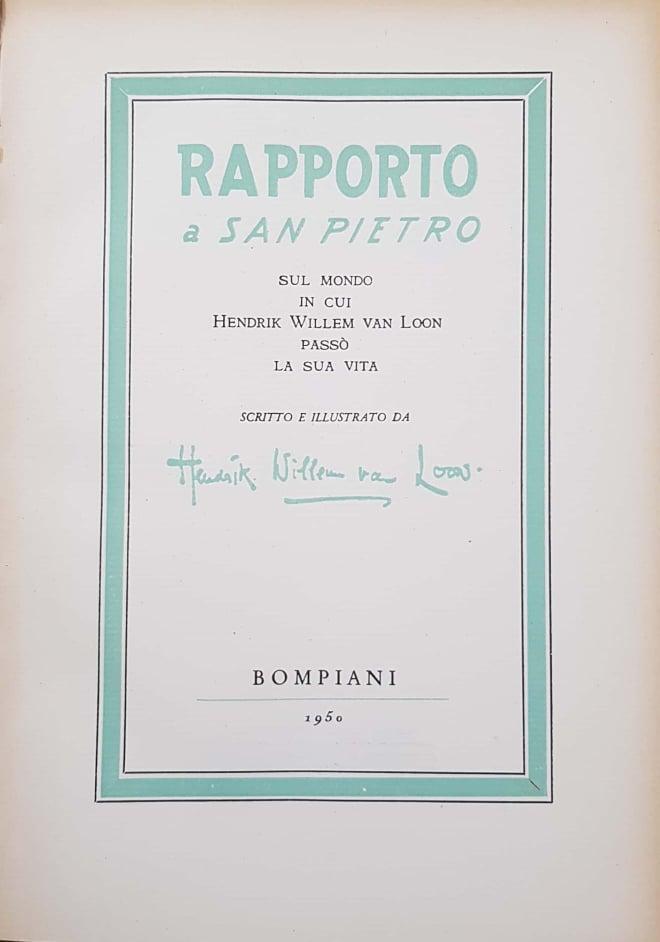 RAPPORTO
a SAN PIETRO
SUL MONDO
IN CUI
HENDRIK WILLEM VAN LOON
PASSÒ
LA SUA VITA
SCRITTO E ILLUSTRATO DA
Hendrik Willem van Loon.
BOMPIANI
1950